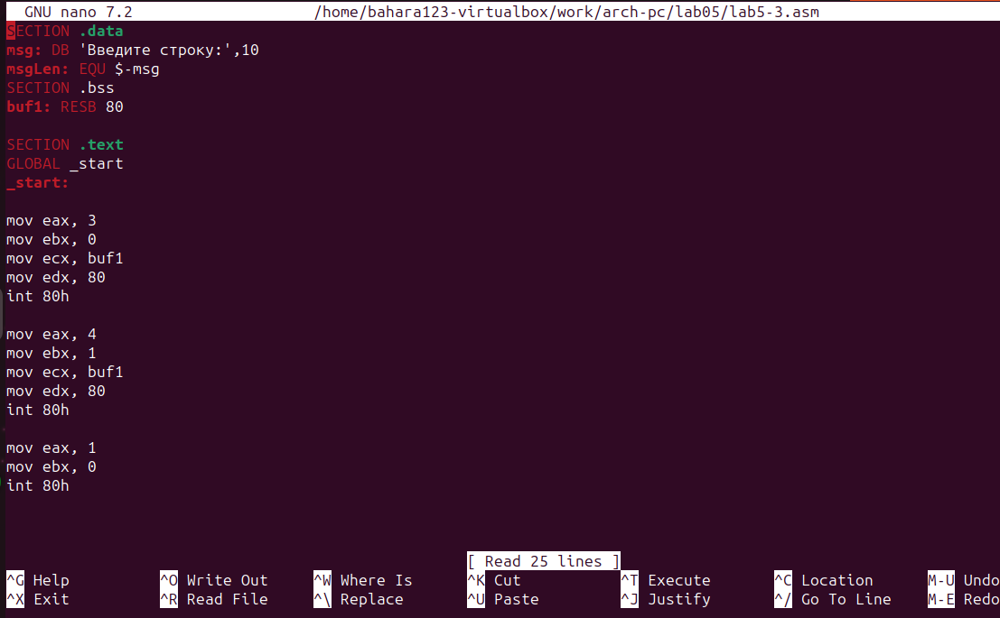 GNU nano 7.2 /home/bahara123-virtualbox/work/arch-pc/lab05/lab5-3.asm
SECTION .data
msg: DB 'Введите строку:',10
msgLen: EQU $-msg
SECTION .bss
buf1: RESB 80
SECTION .text
GLOBAL _start
_start:
mov eax, 3
mov ebx, 0
mov ecx, buf1
mov edx, 80
int 80h
mov eax, 4
mov ebx, 1
mov ecx, buf1
mov edx, 80
int 80h
mov eax, 1
mov ebx, 0
int 80h
[ Read 25 lines ]
^G Help ^O Write Out ^W Where Is ^K Cut ^T Execute ^C Location M-U Undo
^X Exit ^R Read File ^\ Replace ^U Paste ^J Justify ^/ Go To Line M-E Redo